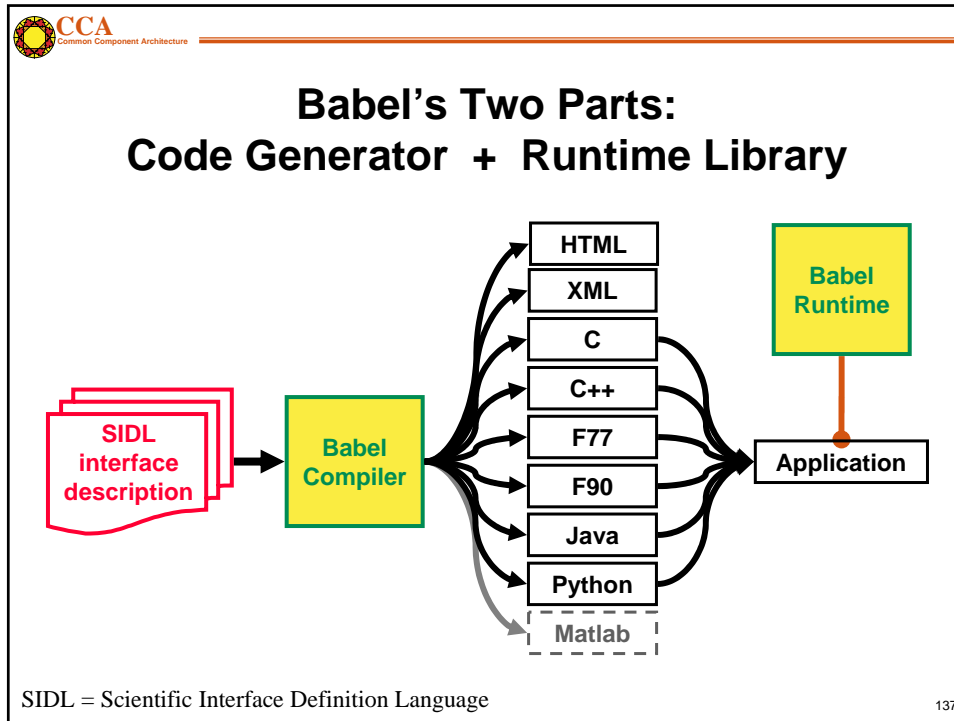 CCA
Common Component Architecture
Babel's Two Parts:
Code Generator + Runtime Library
SIDL
interface
description
Babel
Compiler
HTML
XML
C
C++
F77
F90
Java
Python
Matlab
Babel
Runtime
Application
SIDL = Scientific Interface Definition Language
137